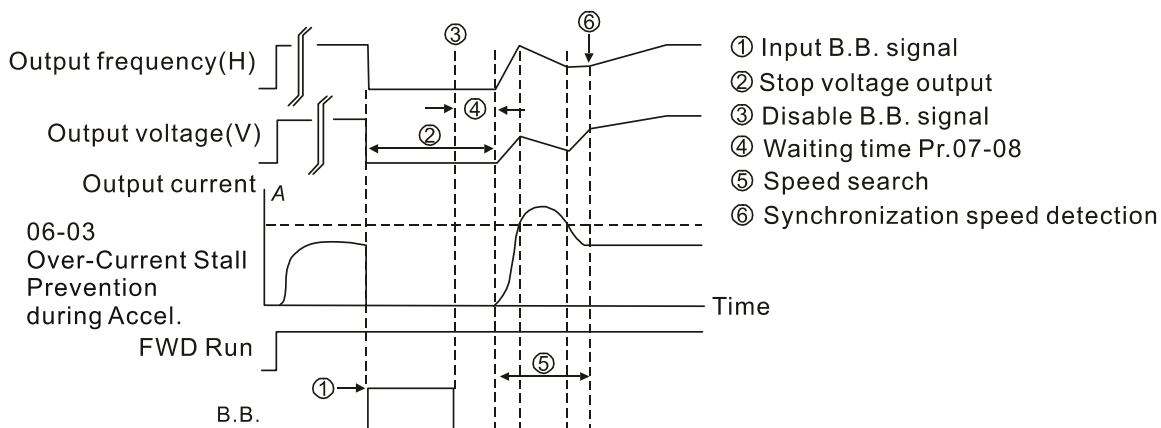 Output frequency(H)
Output voltage(V)
Output current
A
06-03
Over-Current Stall
Prevention
during Accel.
FWD Run
B.B.
Time
①
②
③
④
⑤
⑥
① Input B.B. signal
② Stop voltage output
③ Disable B.B. signal
④ Waiting time Pr.07-08
⑤ Speed search
⑥ Synchronization speed detection